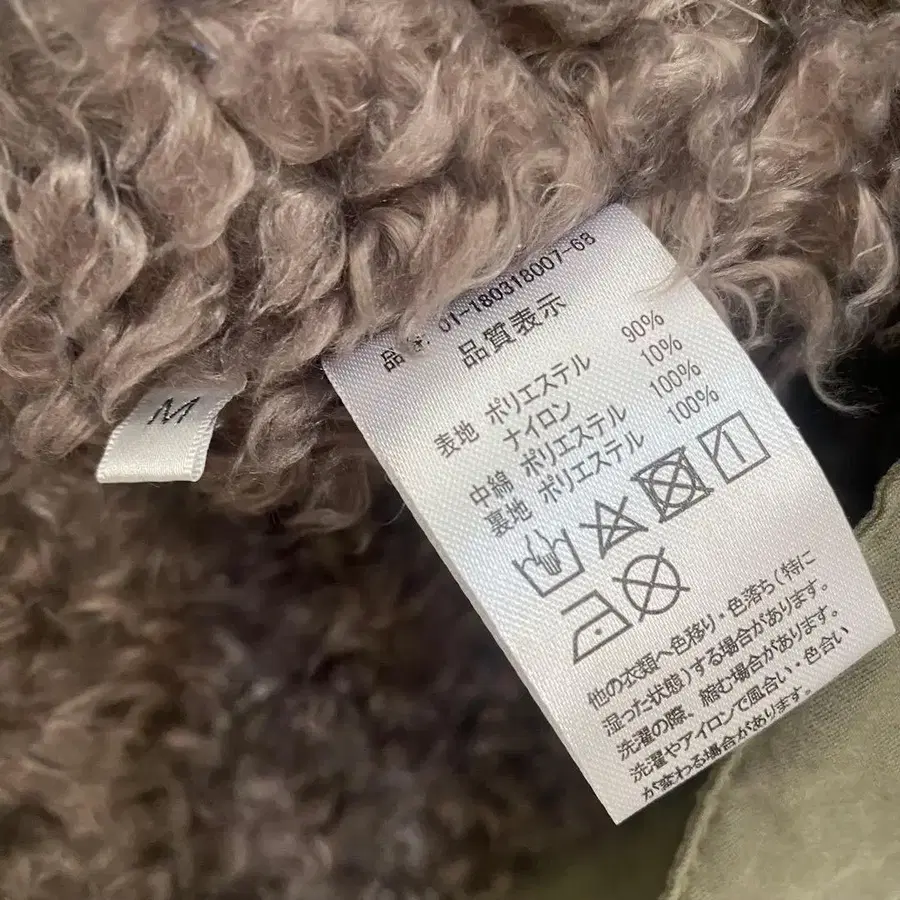 M
品番 01-180318007-68
品質表示
表地 ポリエステル 90%
ナイロン 10%
中綿 ポリエステル 100%
裏地 ポリエステル 100%
他の衣類へ色移り・色落ち(特に
湿った状態)する場合があります。
洗濯の際、縮む場合があります。
洗濯やアイロンで風合い・色合い
が変わる場合があります。